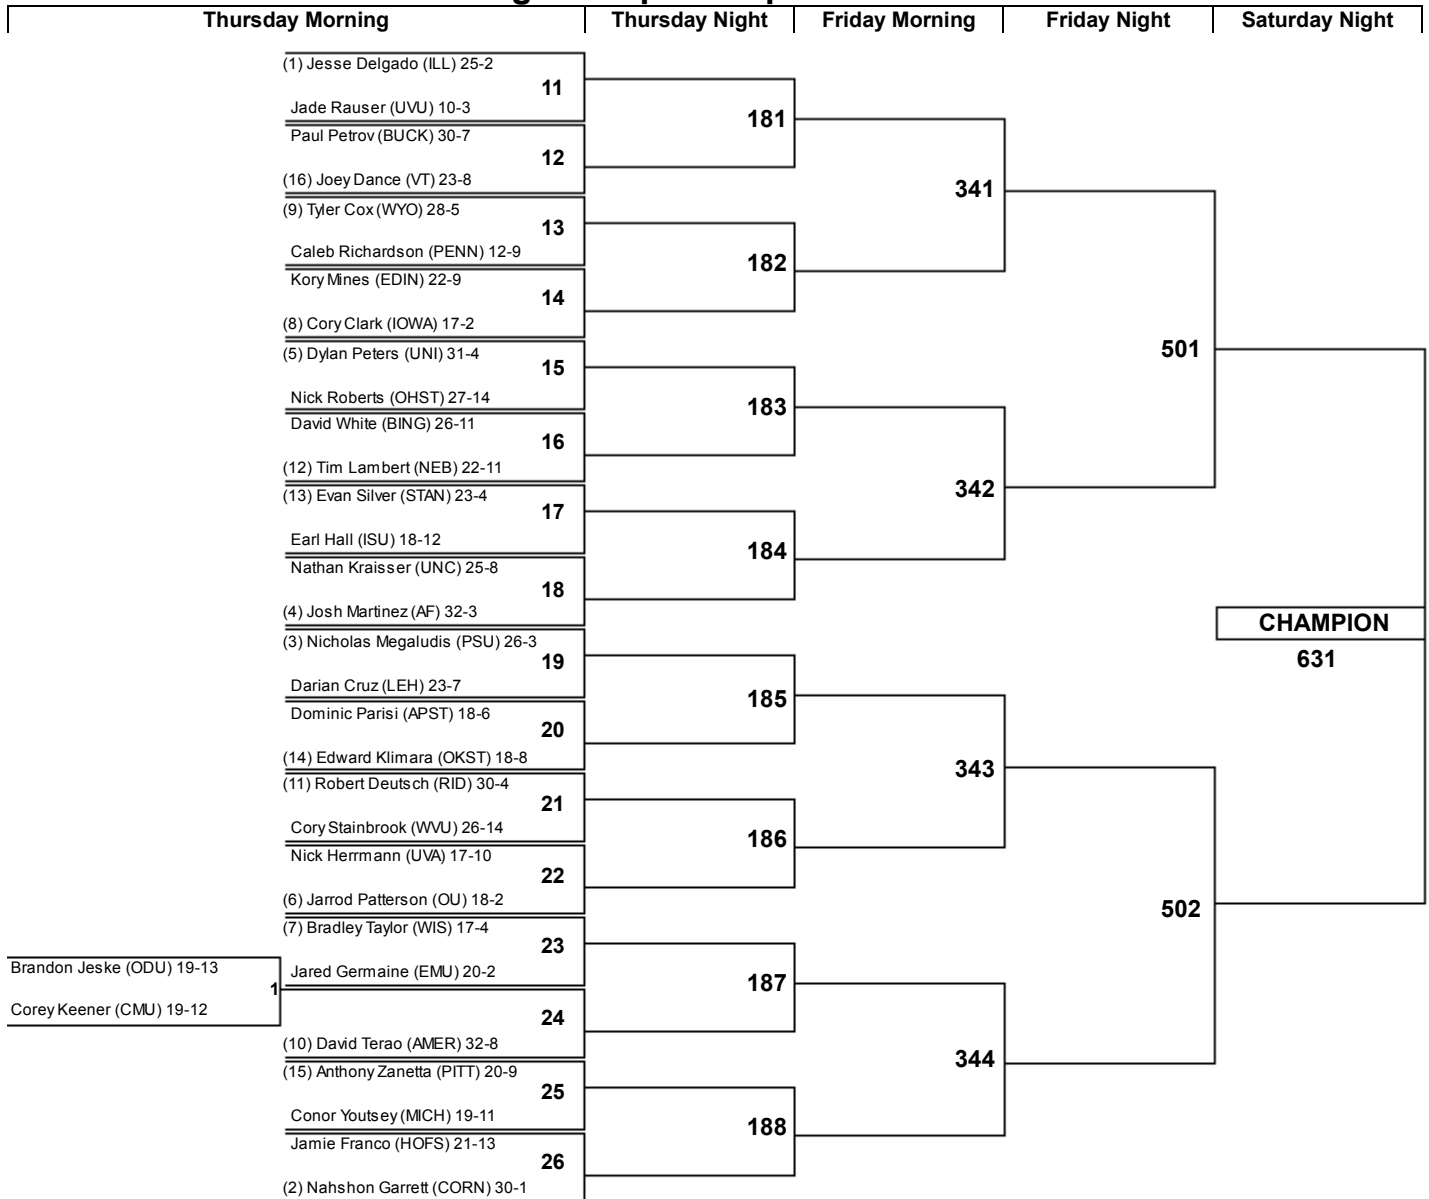 Thursday Morning Thursday Night Friday Morning Friday Night Saturday Night
(1) Jesse Delgado (ILL) 25-2
11
Jade Rauser (UVU) 10-3
181
Paul Petrov (BUCK) 30-7
12
(16) Joey Dance (VT) 23-8
341
(9) Tyler Cox (WYO) 28-5
13
Caleb Richardson (PENN) 12-9
182
Kory Mines (EDIN) 22-9
14
(8) Cory Clark (IOWA) 17-2
501
(5) Dylan Peters (UNI) 31-4
15
Nick Roberts (OHST) 27-14
183
David White (BING) 26-11
16
(12) Tim Lambert (NEB) 22-11
342
(13) Evan Silver (STAN) 23-4
17
Earl Hall (ISU) 18-12
184
Nathan Kraisser (UNC) 25-8
18
(4) Josh Martinez (AF) 32-3
CHAMPION
631
(3) Nicholas Megaludis (PSU) 26-3
19
Darian Cruz (LEH) 23-7
185
Dominic Parisi (APST) 18-6
20
(14) Edward Klimara (OKST) 18-8
343
(11) Robert Deutsch (RID) 30-4
21
Cory Stainbrook (WVU) 26-14
186
Nick Herrmann (UVA) 17-10
22
(6) Jarrod Patterson (OU) 18-2
502
(7) Bradley Taylor (WIS) 17-4
23
Brandon Jeske (ODU) 19-13
Jared Germaine (EMU) 20-2
187
1
Corey Keener (CMU) 19-12
24
(10) David Terao (AMER) 32-8
344
(15) Anthony Zanetta (PITT) 20-9
25
Conor Youtsey (MICH) 19-11
188
Jamie Franco (HOFS) 21-13
26
(2) Nahshon Garrett (CORN) 30-1